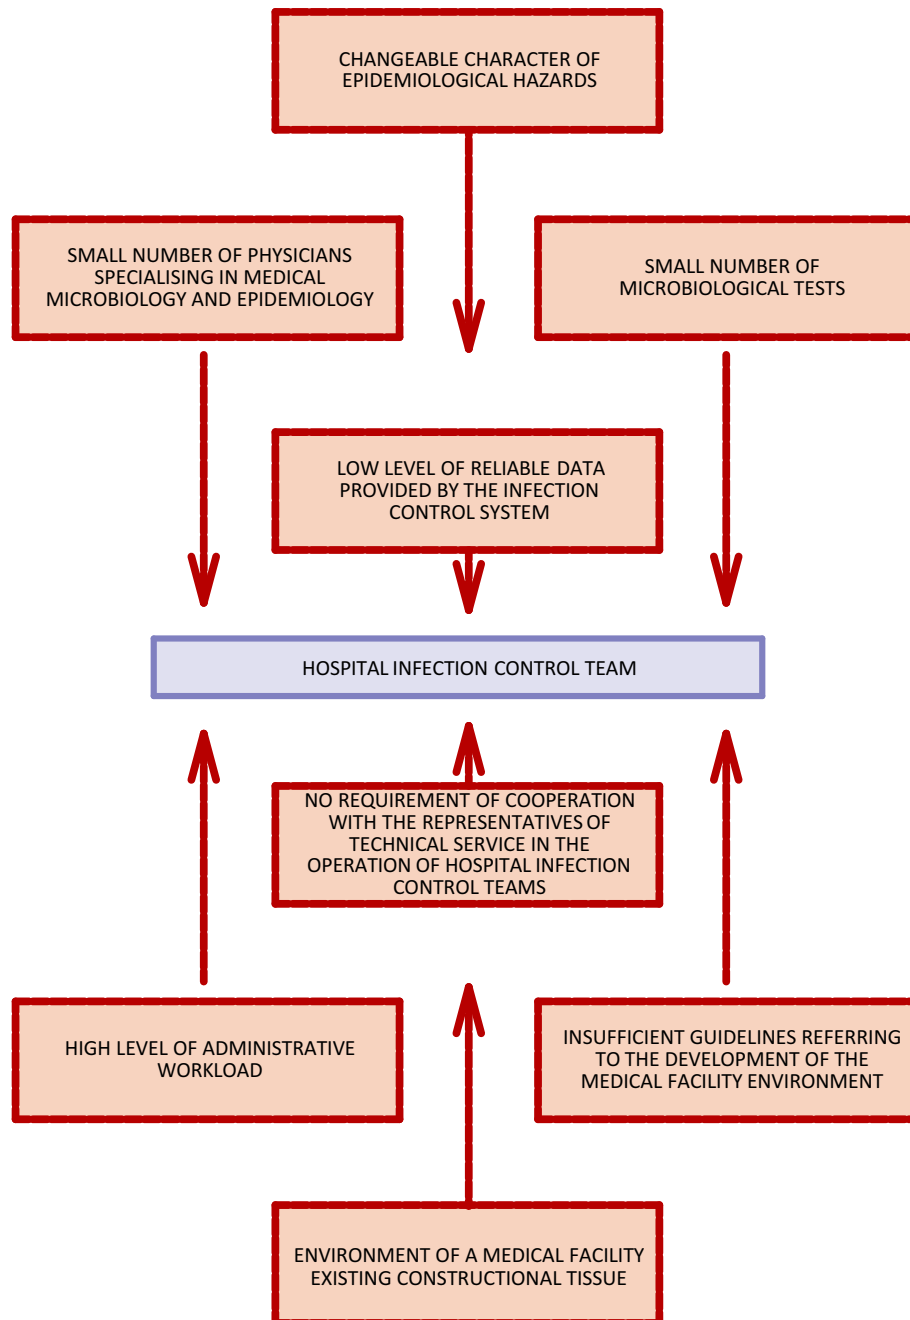 CHANGEABLE CHARACTER OF
EPIDEMIOLOGICAL HAZARDS
SMALL NUMBER OF PHYSICIANS
SPECIALISING IN MEDICAL
MICROBIOLOGY AND EPIDEMIOLOGY
SMALL NUMBER OF
MICROBIOLOGICAL TESTS
LOW LEVEL OF RELIABLE DATA
PROVIDED BY THE INFECTION
CONTROL SYSTEM
HOSPITAL INFECTION CONTROL TEAM
NO REQUIREMENT OF COOPERATION
WITH THE REPRESENTATIVES OF
TECHNICAL SERVICE IN THE
OPERATION OF HOSPITAL INFECTION
CONTROL TEAMS
HIGH LEVEL OF ADMINISTRATIVE
WORKLOAD
INSUFFICIENT GUIDELINES REFERRING
TO THE DEVELOPMENT OF THE
MEDICAL FACILITY ENVIRONMENT
ENVIRONMENT OF A MEDICAL FACILITY
EXISTING CONSTRUCTIONAL TISSUE